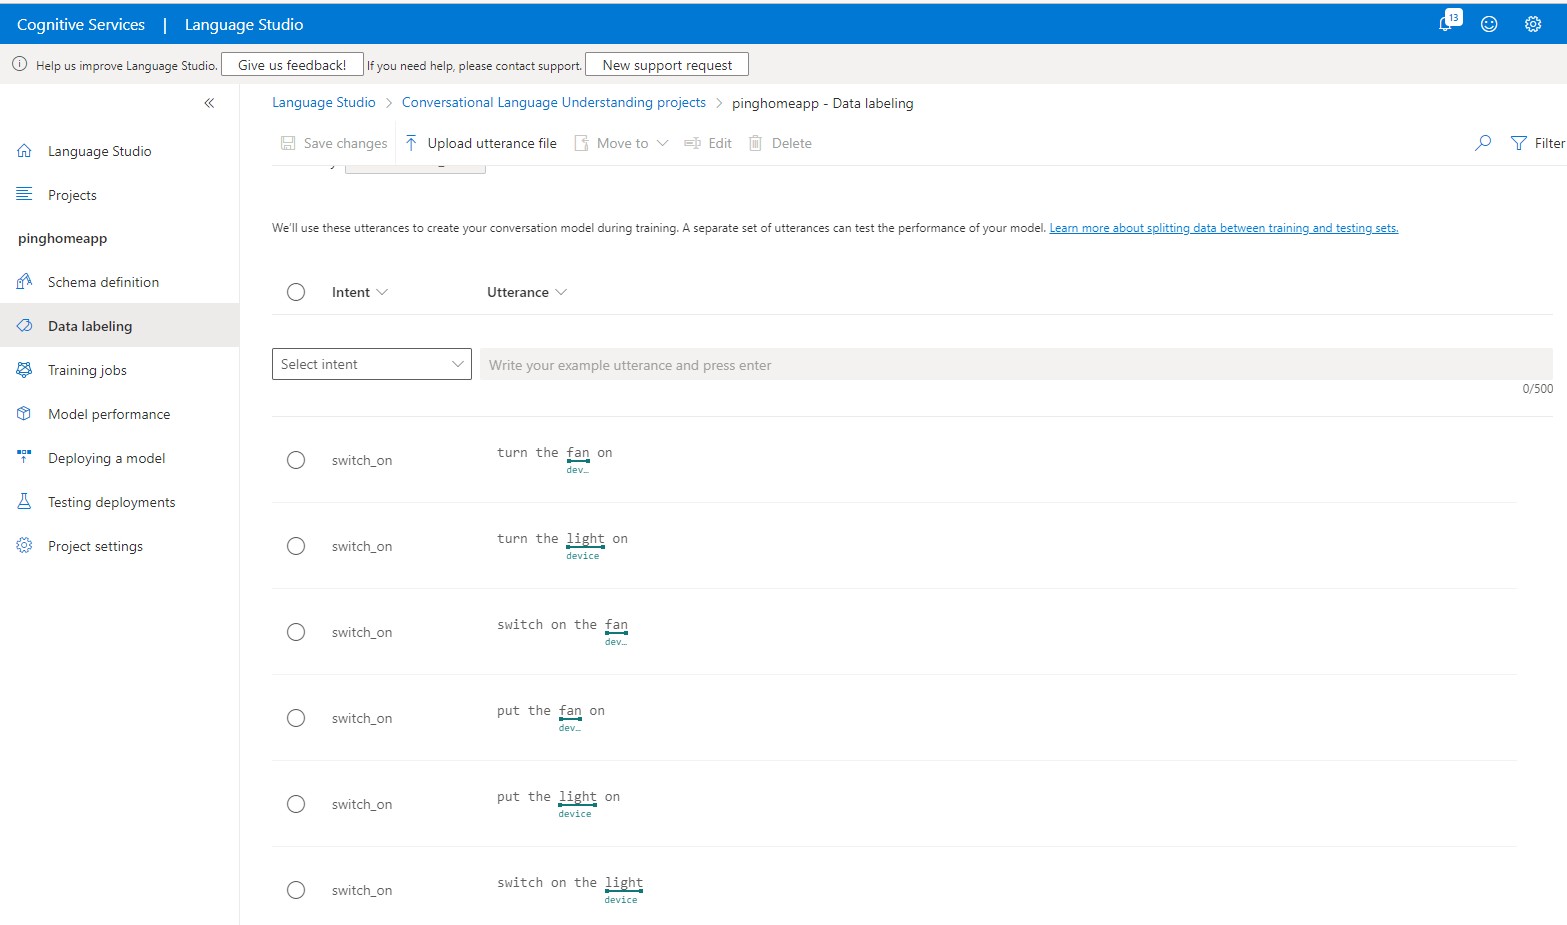 Cognitive Services | Language Studio
13
Help us improve Language Studio. Give us feedback! If you need help, please contact support. New support request
Language Studio > Conversational Language Understanding projects > pinghomeapp - Data labeling
Save changes Upload utterance file Move to Edit Delete Filter
Language Studio
Projects
pinghomeapp
Schema definition
Data labeling
Training jobs
Model performance
Deploying a model
Testing deployments
Project settings
We'll use these utterances to create your conversation model during training. A separate set of utterances can test the performance of your model. Learn more about splitting data between training and testing sets.
Intent Utterance
Select intent Write your example utterance and press enter
0/500
switch_on turn the fan on
dev...
switch_on turn the light on
device
switch_on switch on the fan
dev...
switch_on put the fan on
dev...
switch_on put the light on
device
switch_on switch on the light
device